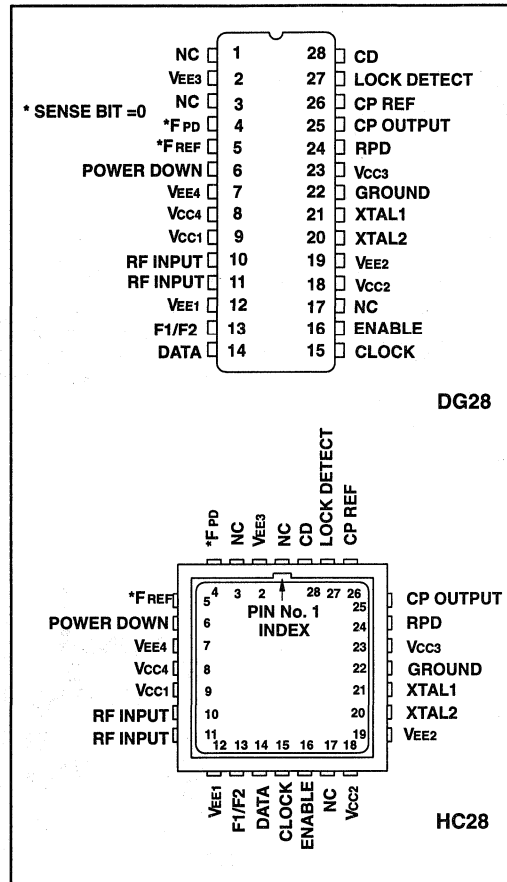 NC 1 28 CD
VEE3 2 27 LOCK DETECT
NC 3 26 CP REF
* SENSE BIT =0
*F PD 4 25 CP OUTPUT
*F REF 5 24 RPD
POWER DOWN 6 23 VCC3
VEE4 7 22 GROUND
VCC4 8 21 XTAL1
VCC1 9 20 XTAL2
RF INPUT 10 19 VEE2
RF INPUT 11 18 VCC2
VEE1 12 17 NC
F1/F2 13 16 ENABLE
DATA 14 15 CLOCK
DG28
*F PD
NC
VEE3
NC
CD
LOCK DETECT
CP REF
4 3 2 28 27 26
PIN No. 1
INDEX
*F REF 5 25 CP OUTPUT
POWER DOWN 6 24 RPD
VEE4 7 23 VCC3
VCC4 8 22 GROUND
VCC1 9 21 XTAL1
RF INPUT 10 20 XTAL2
RF INPUT 11 19 VEE2
12 13 14 15 16 17 18
VEE1
F1/F2
DATA
CLOCK
ENABLE
NC
VCC2
HC28